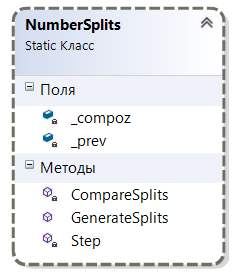 NumberSplits
Static Класс
Поля
_compoz
_prev
Методы
CompareSplits
GenerateSplits
Step